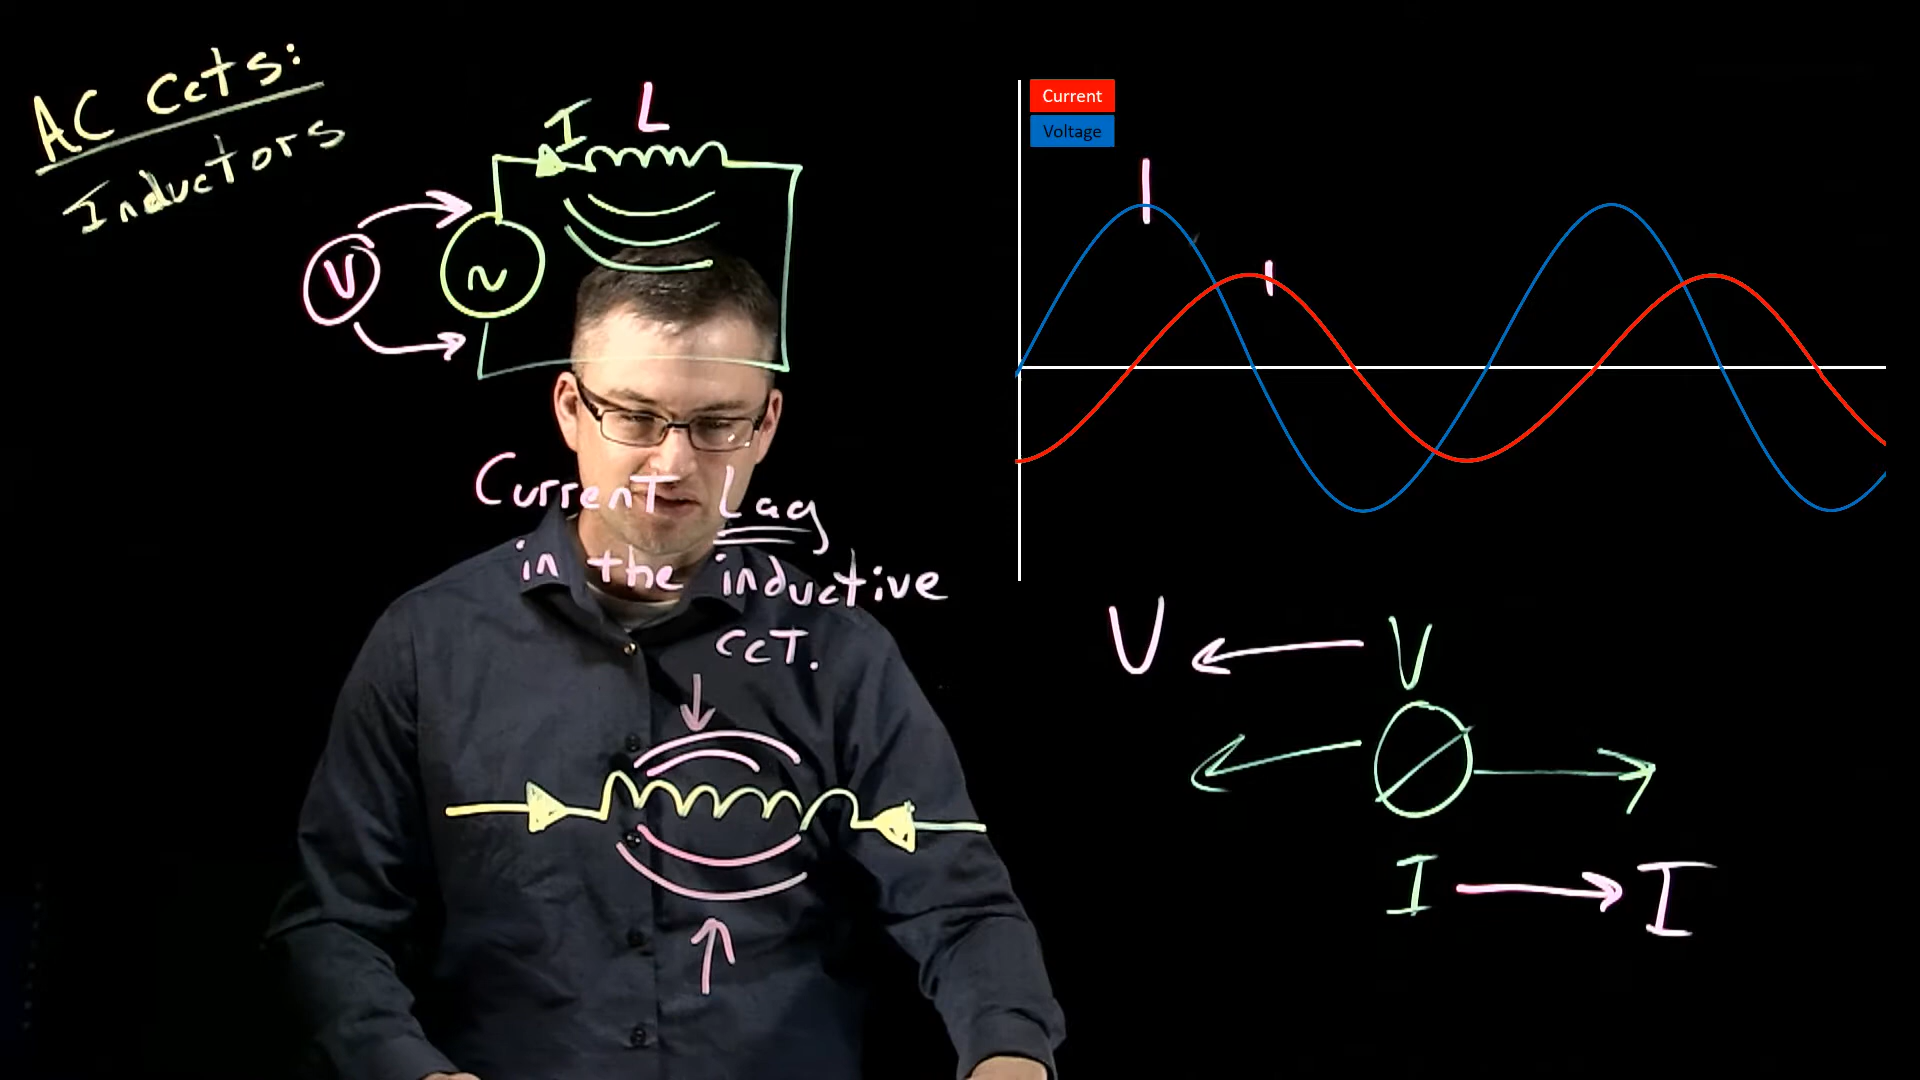 AC CCTS:
Inductors
I
L
V
~
Current
Voltage
Current Lag
in the inductive
CCT.
V
V
I
I